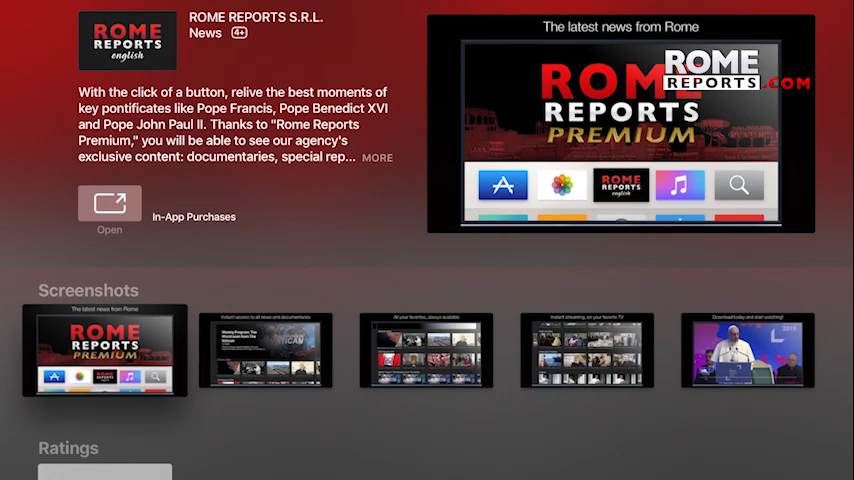 ROME
REPORTS
english
ROME REPORTS S.R.L.
News 4+
With the click of a button, relive the best moments of
key pontificates like Pope Francis, Pope Benedict XVI
and Pope John Paul II. Thanks to "Rome Reports
Premium," you will be able to see our agency's
exclusive content: documentaries, special rep... MORE
Open
In-App Purchases
The latest news from Rome
ROME
REPORTS
PREMIUM
ROME
REPORTS.COM
ROME
REPORTS
english
Screenshots
The latest news from Rome
ROME
REPORTS
PREMIUM
Instant access to all news and documentaries
All your favorites, always available
Instant streaming, on your favorite TV
Download today and start watching!
Ratings